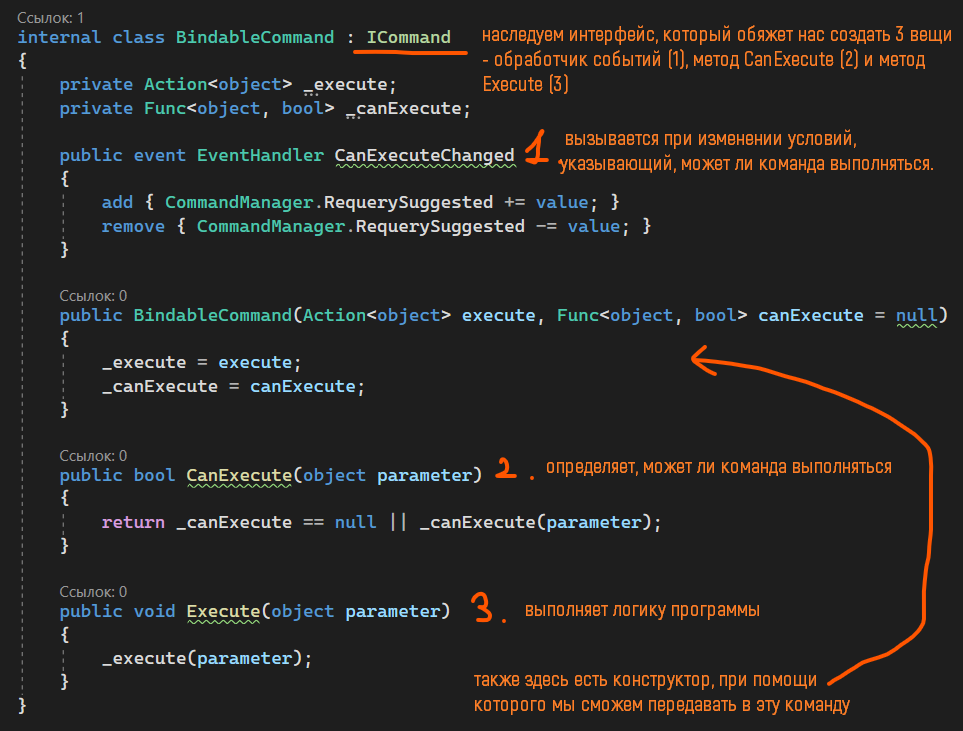 Ссылок: 1
internal class BindableCommand : ICommand
наследуем интерфейс, который обяжет нас создать 3 вещи
- обработчик событий (1), метод CanExecute (2) и метод
Execute (3)
{
private Action<object> _execute;
private Func<object, bool> _canExecute;
public event EventHandler CanExecuteChanged
1
вызывается при изменении условий,
указывающий, может ли команда выполняться.
{
add { CommandManager.RequerySuggested += value; }
remove { CommandManager.RequerySuggested -= value; }
}
Ссылок: 0
public BindableCommand(Action<object> execute, Func<object, bool> canExecute = null)
{
_execute = execute;
_canExecute = canExecute;
}
Ссылок: 0
public bool CanExecute(object parameter)
2.
определяет, может ли команда выполняться
{
return _canExecute == null || _canExecute(parameter);
}
Ссылок: 0
public void Execute(object parameter)
3.
выполняет логику программы
{
_execute(parameter);
}
также здесь есть конструктор, при помощи
которого мы сможем передавать в эту команду
}